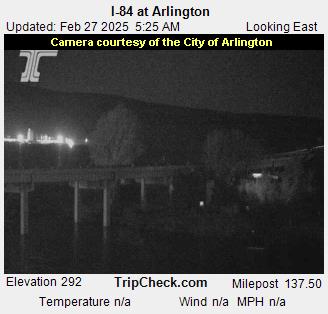 I-84 at Arlington
Updated: Feb 27 2025 5:25 AM Looking East
Camera courtesy of the City of Arlington
Elevation 292 TripCheck.com Milepost 137.50
Temperature n/a Wind n/a MPH n/a